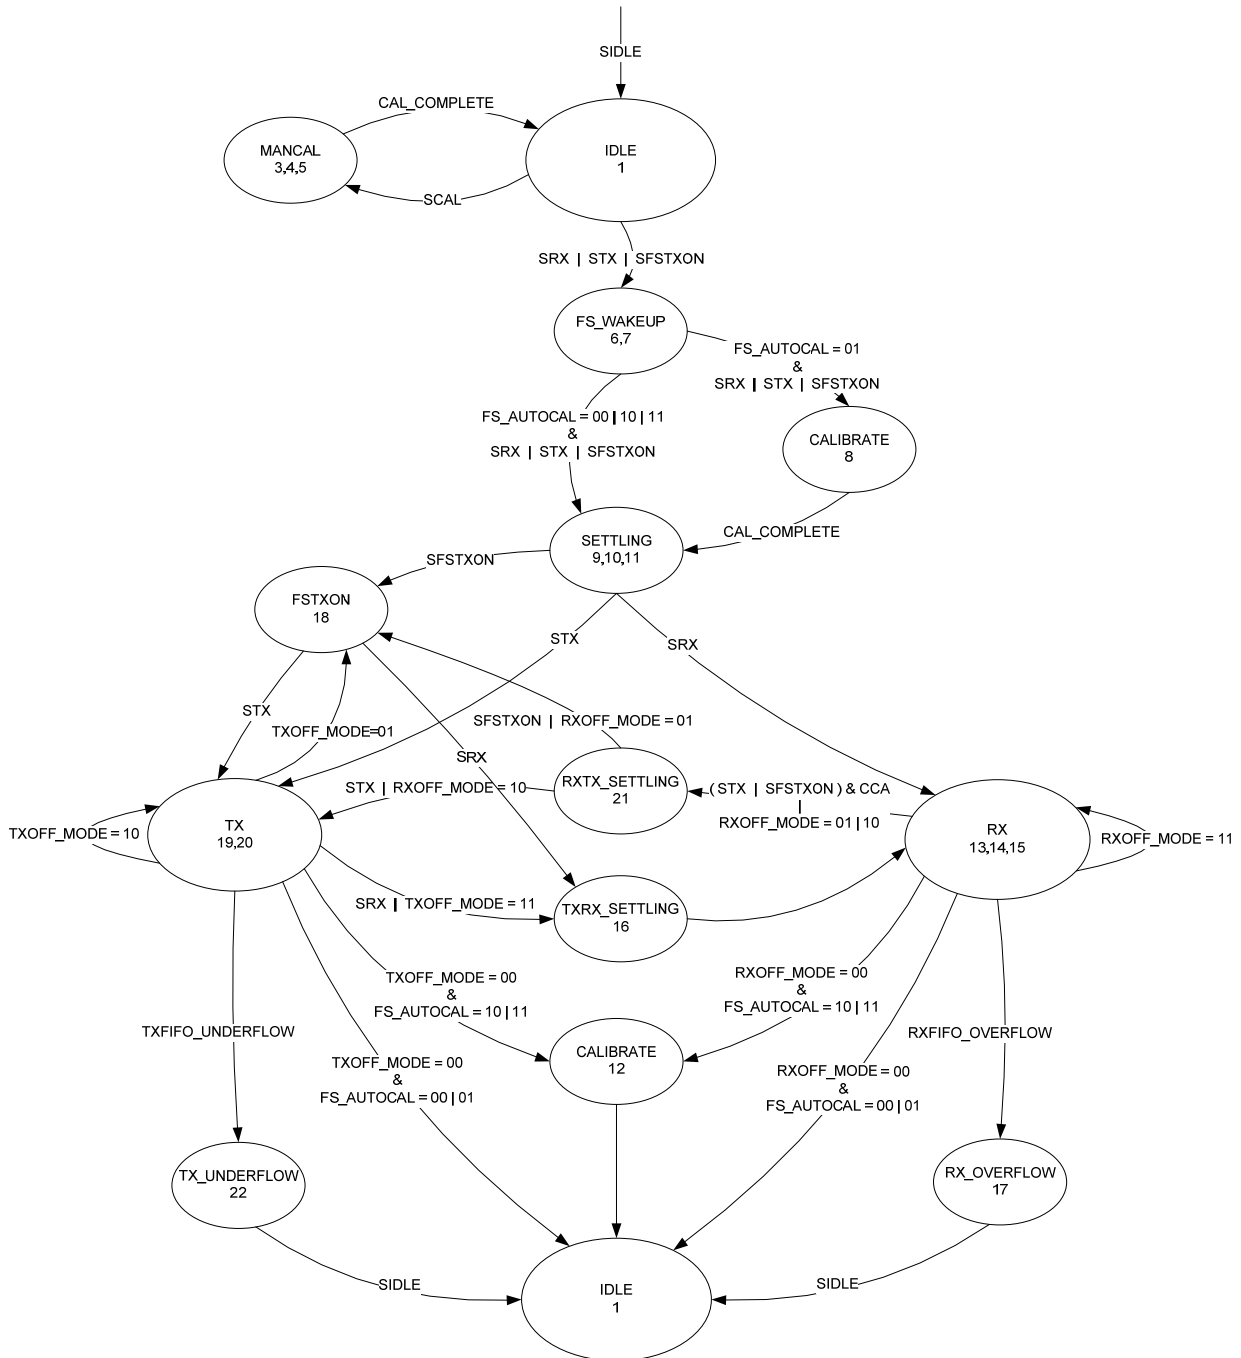 SIDLE
CAL_COMPLETE
MANCAL
3,4,5
IDLE
1
SCAL
SRX | STX | SFSTXON
FS_WAKEUP
6,7
FS_AUTOCAL = 01
&
SRX | STX | SFSTXON
FS_AUTOCAL = 00 | 10 | 11
&
SRX | STX | SFSTXON
CALIBRATE
8
CAL_COMPLETE
SETTLING
9,10,11
SFSTXON
FSTXON
18
STX
SRX
STX
TXOFF_MODE=01
SFSTXON | RXOFF_MODE = 01
SRX
RXTX_SETTLING
21
STX | RXOFF_MODE = 10
( STX | SFSTXON ) & CCA
|
RXOFF_MODE = 01 | 10
TXOFF_MODE = 10
TX
19,20
RX
13,14,15
RXOFF_MODE = 11
SRX | TXOFF_MODE = 11
TXRX_SETTLING
16
TXOFF_MODE = 00
&
FS_AUTOCAL = 10 | 11
RXOFF_MODE = 00
&
FS_AUTOCAL = 10 | 11
TXFIFO_UNDERFLOW
RXFIFO_OVERFLOW
CALIBRATE
12
TXOFF_MODE = 00
&
FS_AUTOCAL = 00 | 01
RXOFF_MODE = 00
&
FS_AUTOCAL = 00 | 01
TX_UNDERFLOW
22
RX_OVERFLOW
17
SIDLE
SIDLE
IDLE
1